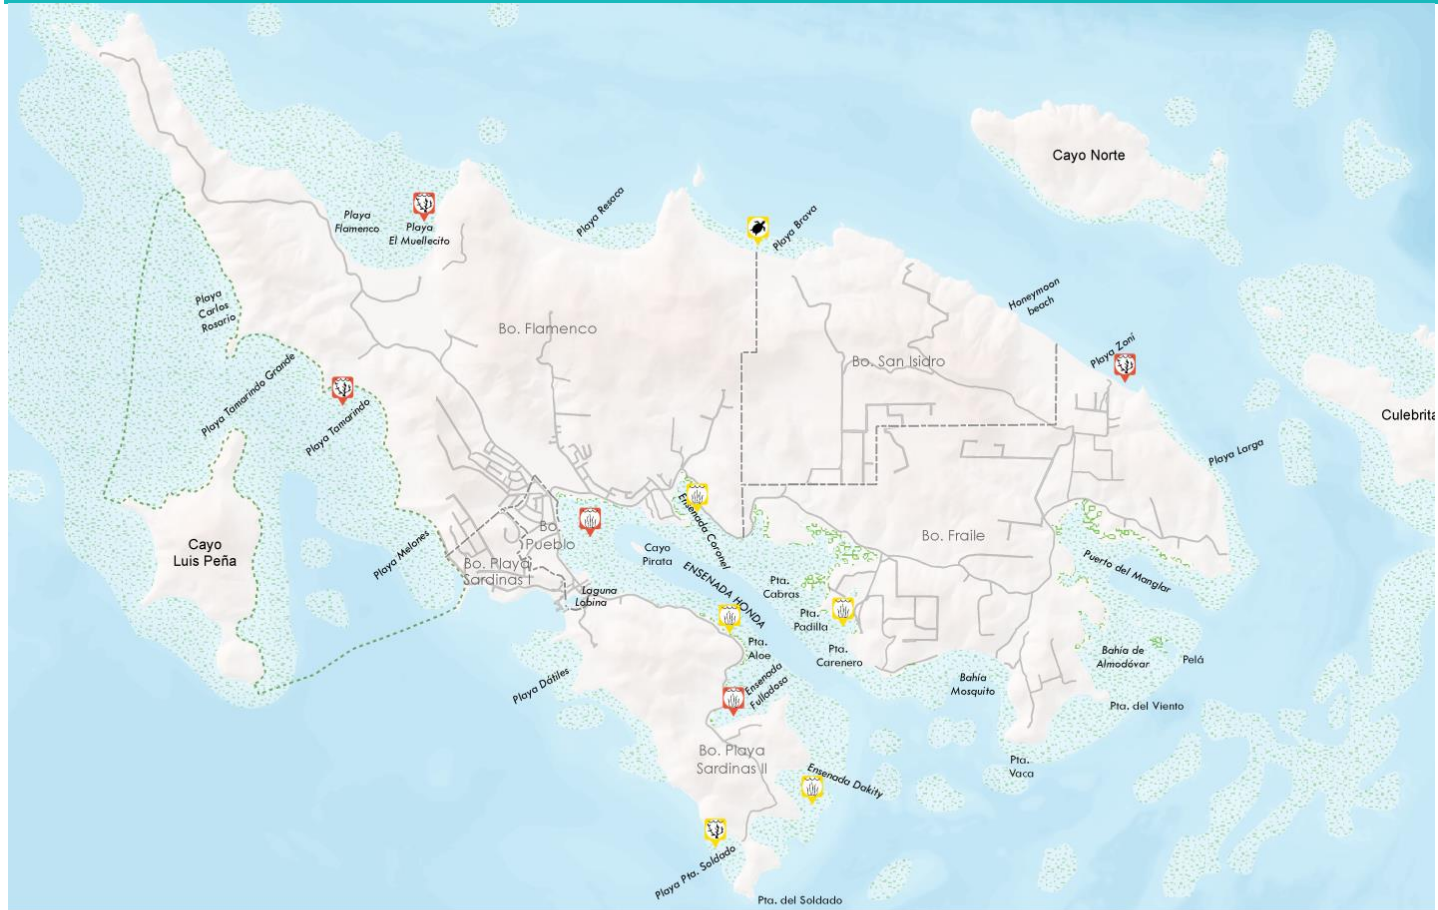 Cayo Norte
Playa Resaca
Playa Brava
Playa
Flamenco
Playa
El Muellecito
Playa
Carlos
Rosario
Honeymoon
beach
Bo. Flamenco
Bo. San Isidro
Playa Zoni
Playa Tamarindo Grande
Playa Tamarindo
Culebrita
Playa Larga
Ensenada Coronel
Bo.
Pueblo
Bo. Fraile
Cayo
Luis Peña
Playa Melones
Cayo
Pirata
Bo. Playa
Sardinas I
Puerto del Manglar
ENSENADA HONDA
Laguna
Lobina
Pta.
Cabras
Pta.
Padilla
Pta.
Aloe
Pta.
Carenero
Bahía de
Almodóvar
Pelá
Ensenada
Fulladosa
Playa Dátiles
Bahía
Mosquito
Pta. del Viento
Bo. Playa
Sardinas II
Pta.
Vaca
Ensenada Dakity
Playa Pta. Soldado
Pta. del Soldado